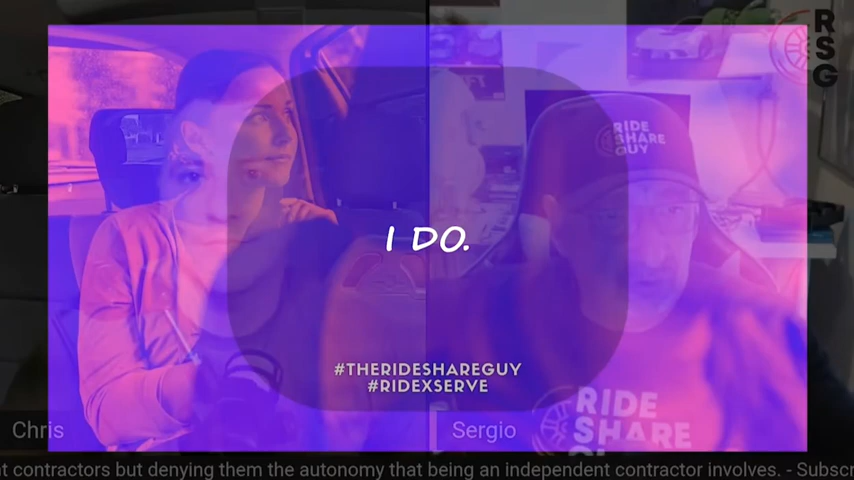 RSG
RIDE
SHARE
GUY
I DO.
#THERIDESHAREGUY
#RIDEXSERVE
RIDE
SHARE
Chris
Sergio
contractors but denying them the autonomy that being an independent contractor involves. - Subscr